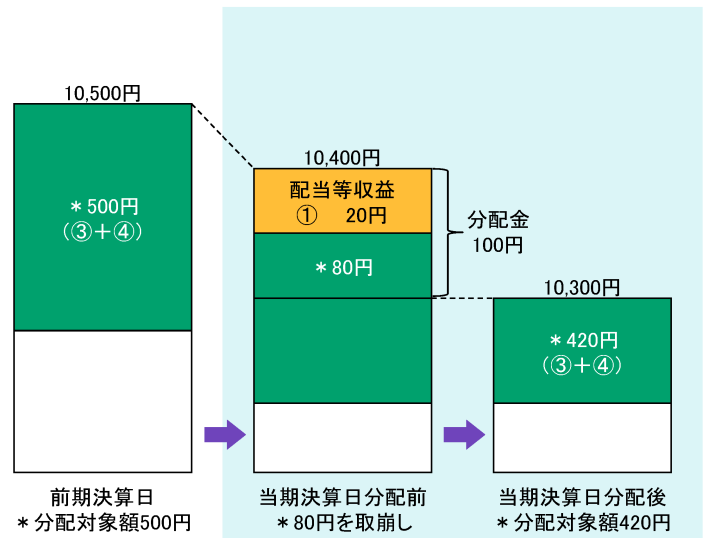 10,500円
＊500円
（③＋④）
前期決算日
＊分配対象額500円
10,400円
配当等収益
① 20円
＊80円
分配金
100円
当期決算日分配前
＊80円を取崩し
10,300円
＊420円
（③＋④）
当期決算日分配後
＊分配対象額420円